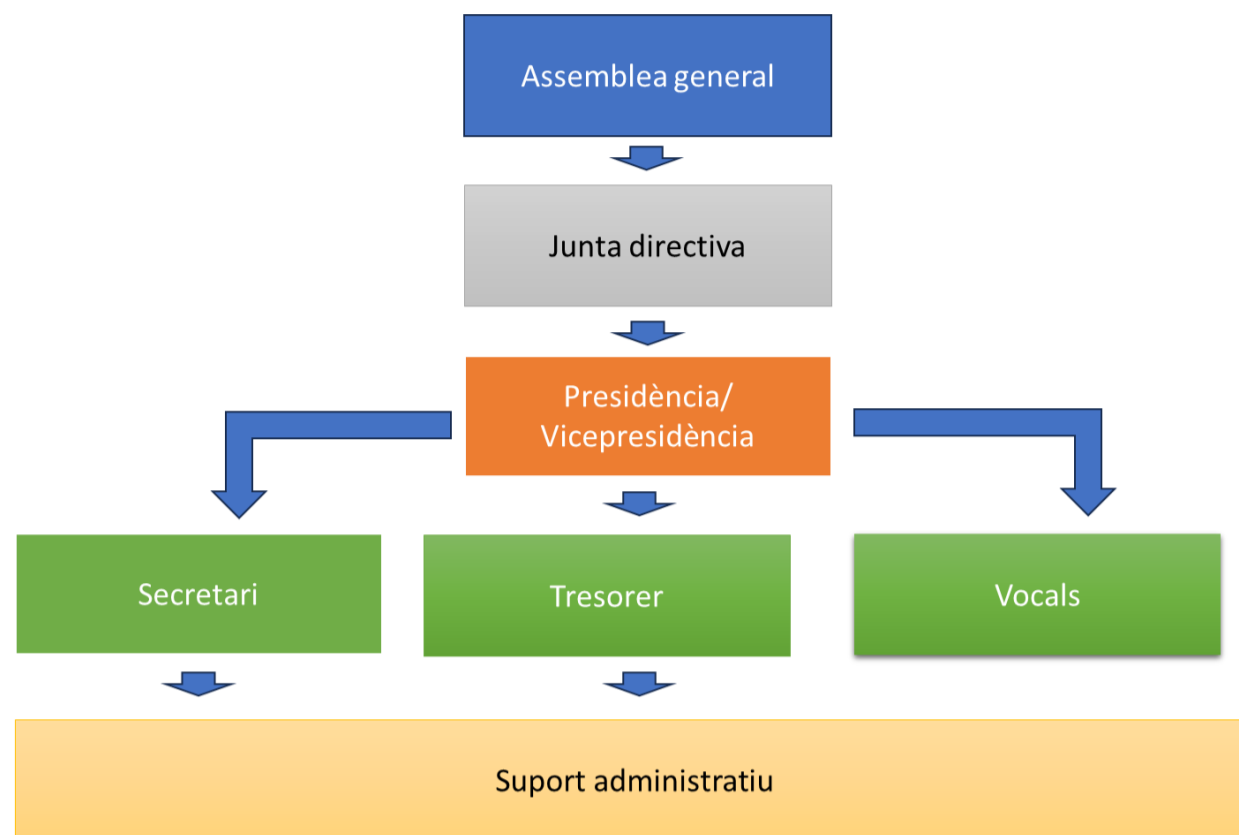 Assemblea general
Junta directiva
Presidència/
Vicepresidència
Secretari
Tresorer
Vocals
Suport administratiu